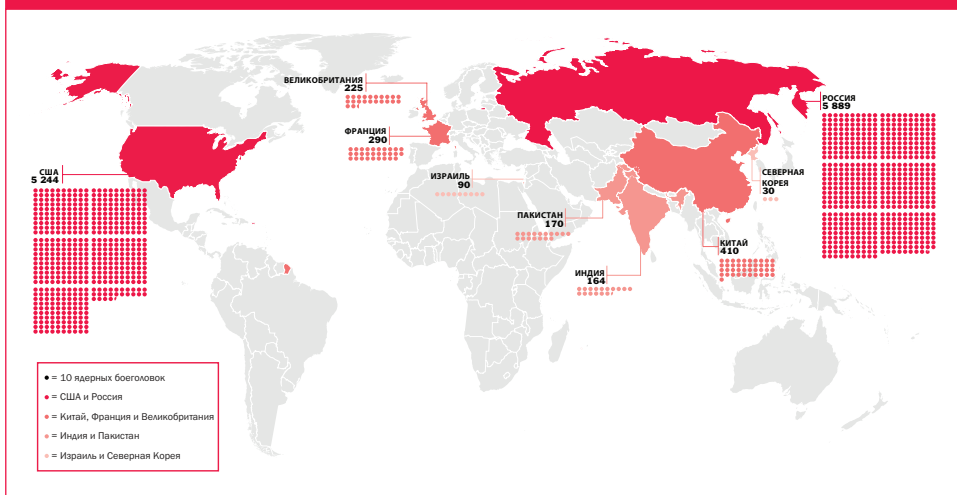 ВЕЛИКОБРИТАНИЯ
225
ФРАНЦИЯ
290
США
5 244
ИЗРАИЛЬ
90
ПАКИСТАН
170
ИНДИЯ
164
РОССИЯ
5 889
СЕВЕРНАЯ
КОРЕЯ
30
КИТАЙ
410
= 10 ядерных боеголовок
= США и Россия
= Китай, Франция и Великобритания
= Индия и Пакистан
= Израиль и Северная Корея